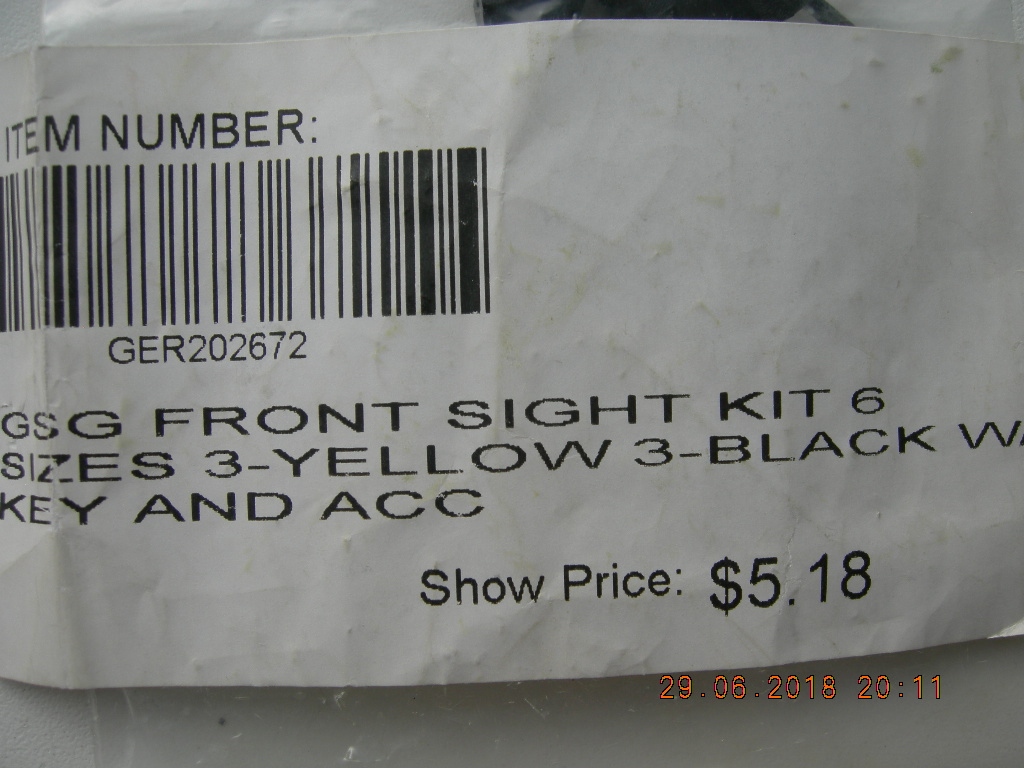 ITEM NUMBER:
GER202672
GSG FRONT SIGHT KIT 6
SIZES 3-YELLOW 3-BLACK
KEY AND ACC
Show Price: $5.18
29.06.2018 20:11